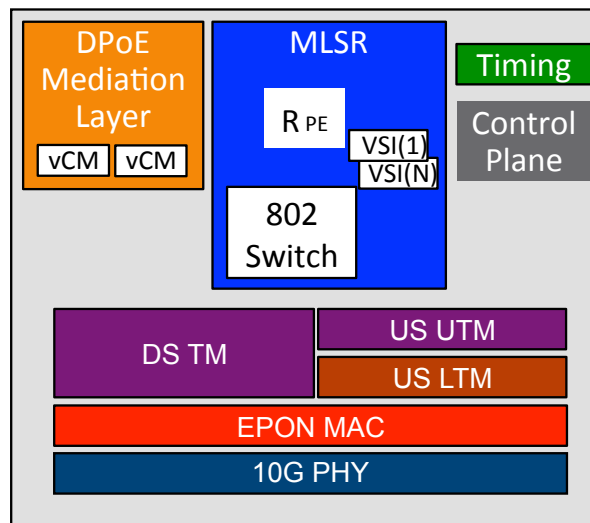 DPoE
Mediation
Layer
vCM
vCM
MLSR
R PE
VSI(1)
VSI(N)
802
Switch
Timing
Control
Plane
DS TM
US UTM
US LTM
EPON MAC
10G PHY